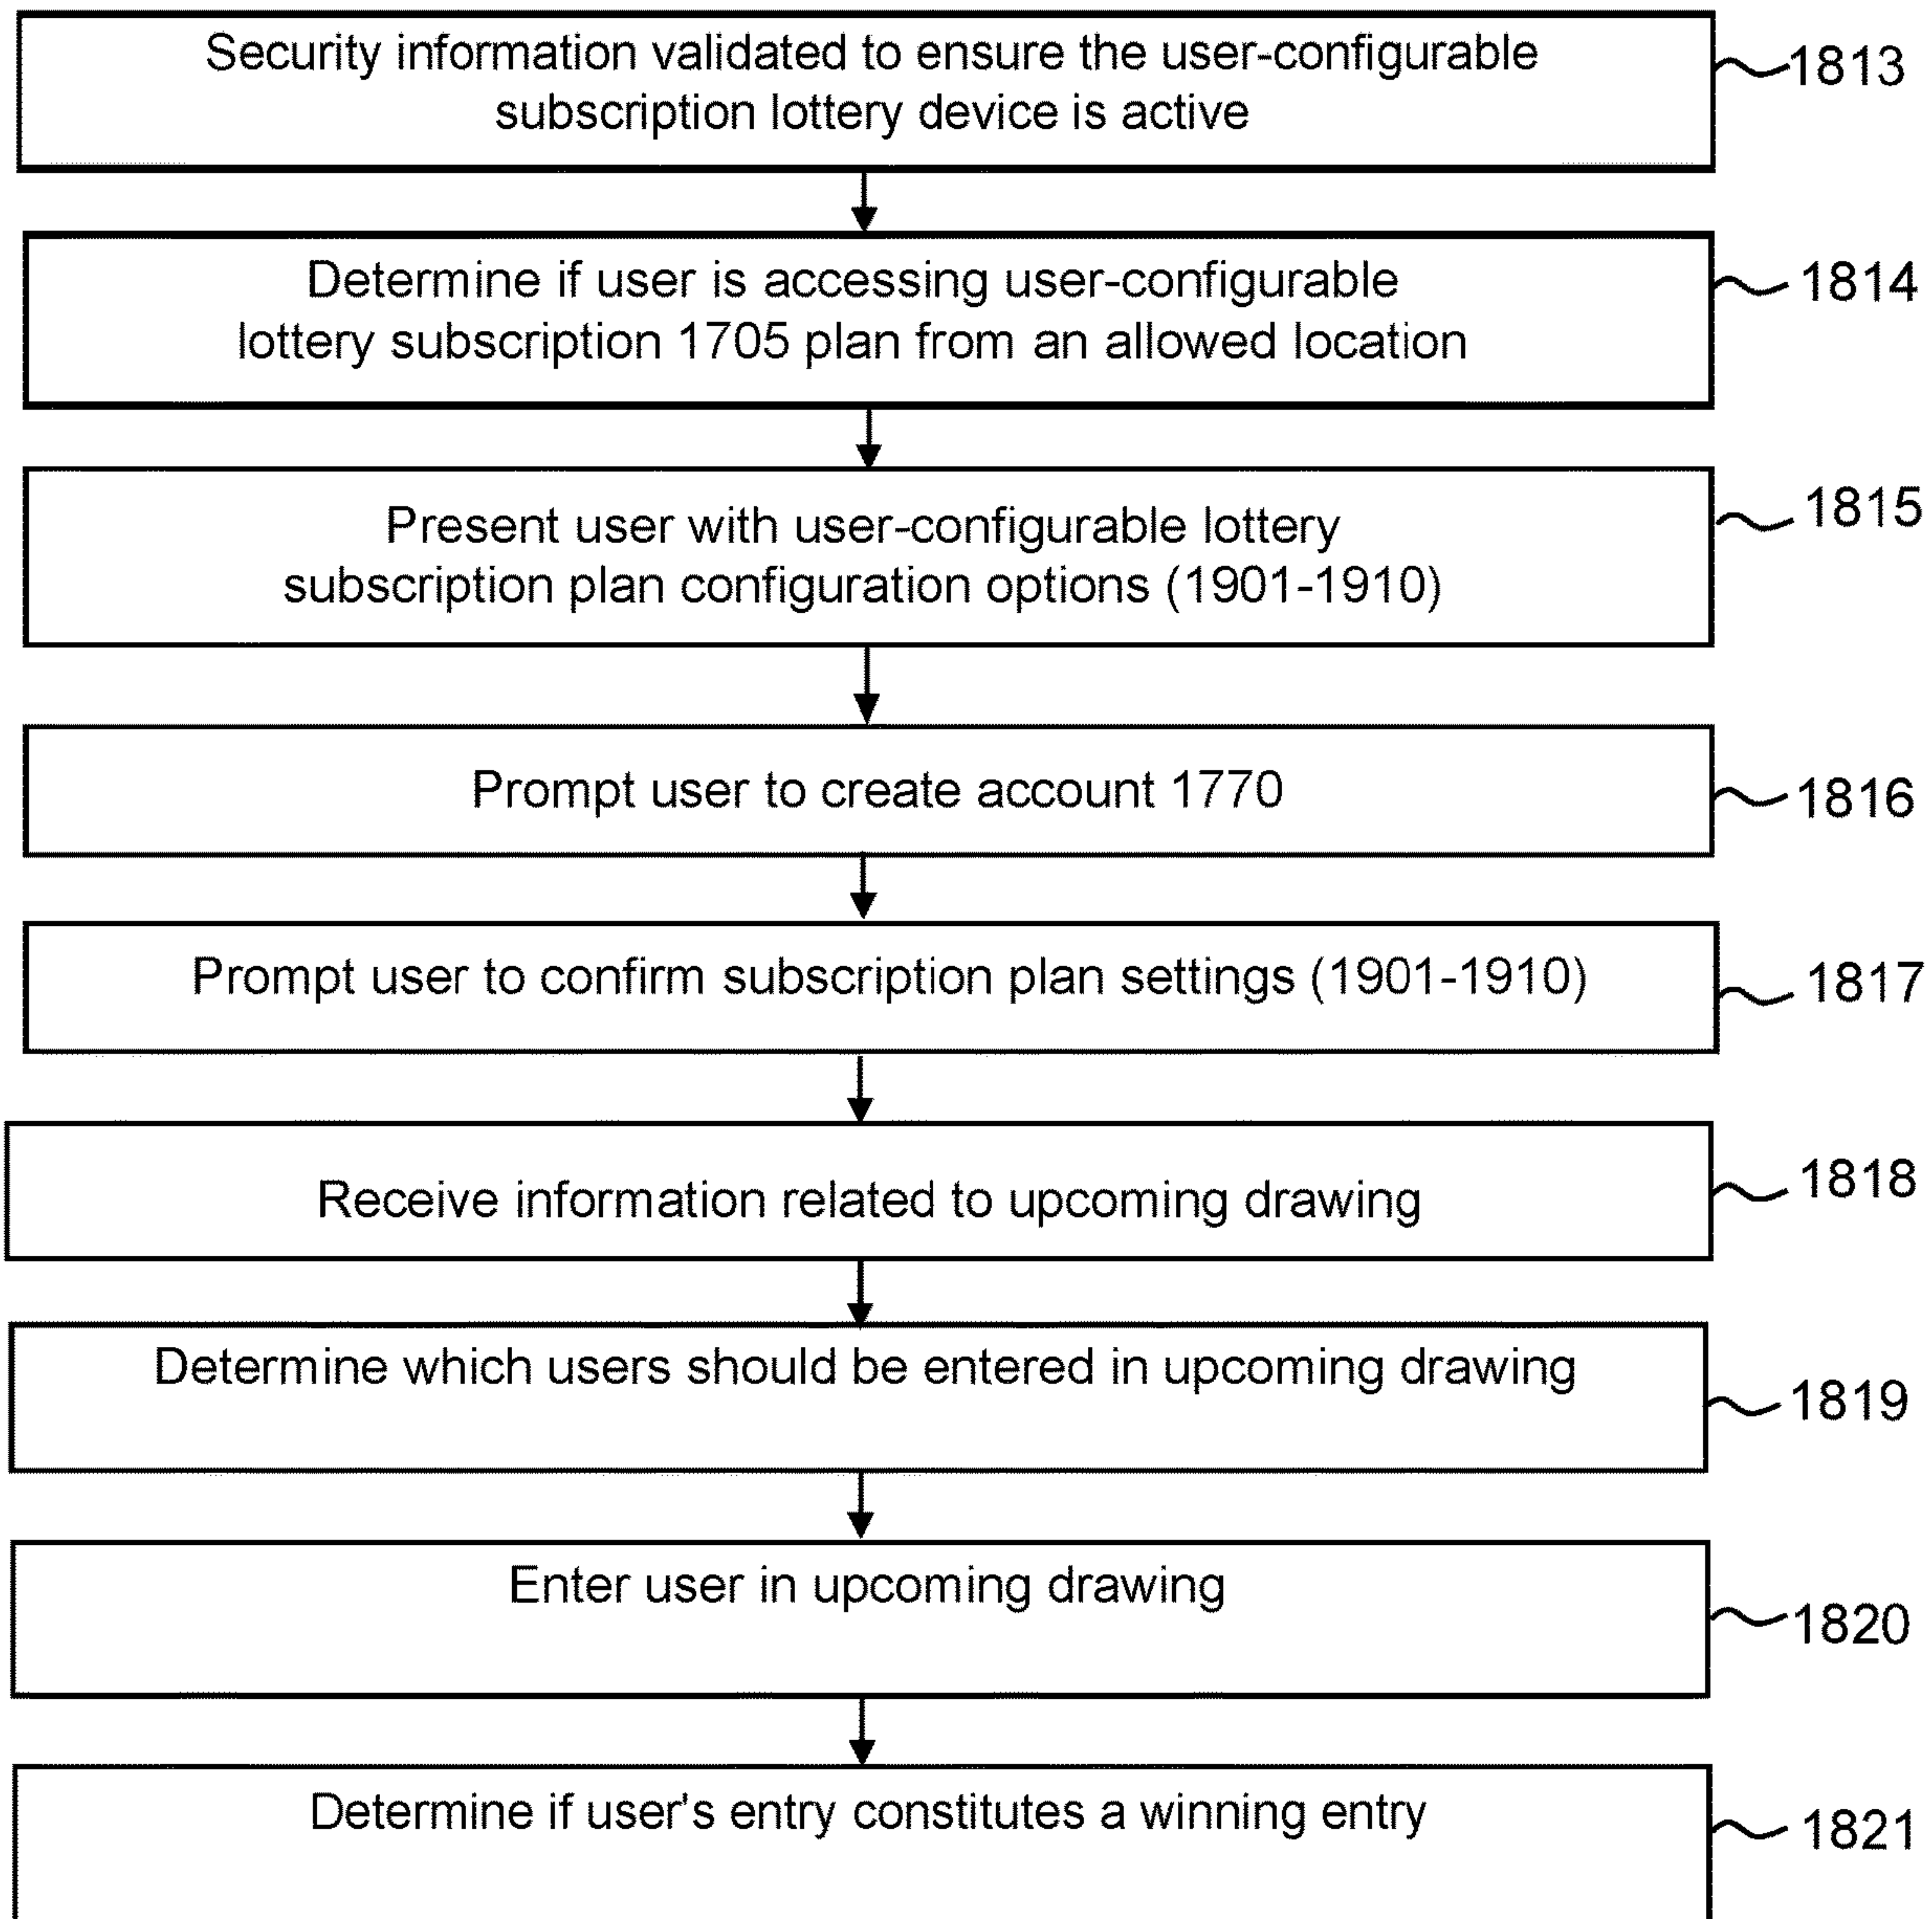 Security information validated to ensure the user-configurable
subscription lottery device is active
1813
Determine if user is accessing user-configurable
lottery subscription 1705 plan from an allowed location
1814
Present user with user-configurable lottery
subscription plan configuration options (1901-1910)
1815
Prompt user to create account 1770
1816
Prompt user to confirm subscription plan settings (1901-1910)
1817
Receive information related to upcoming drawing
1818
Determine which users should be entered in upcoming drawing
1819
Enter user in upcoming drawing
1820
Determine if user's entry constitutes a winning entry
1821